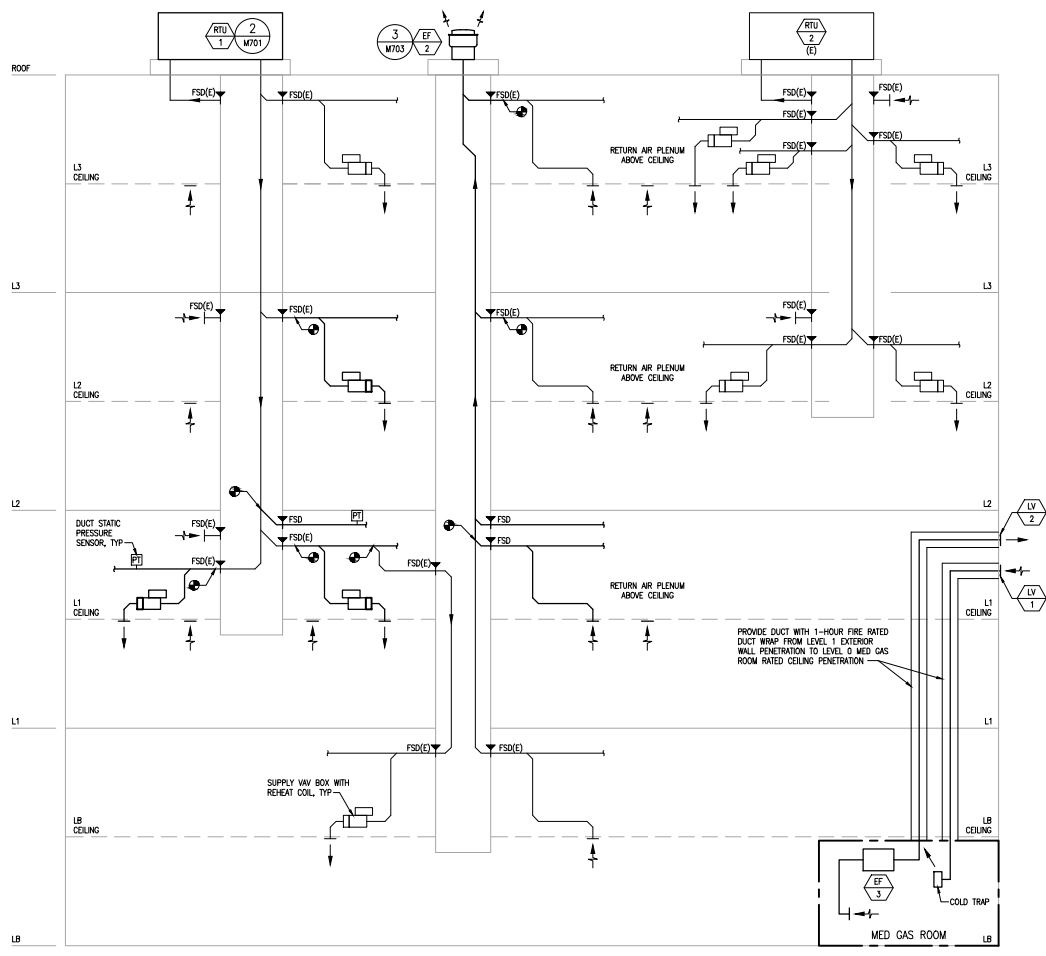 RTU
1
2
M701
3
M703
EF
2
RTU
2
(E)
ROOF
FSD(E)
FSD(E)
FSD(E)
FSD(E)
FSD(E)
FSD(E)
FSD(E)
FSD(E)
RETURN AIR PLENUM
ABOVE CEILING
L3
CEILING
L3
CEILING
L3
L3
FSD(E)
FSD(E)
FSD(E)
FSD(E)
FSD(E)
FSD(E)
RETURN AIR PLENUM
ABOVE CEILING
L2
CEILING
L2
CEILING
L2
L2
LV
2
DUCT STATIC
PRESSURE
SENSOR, TYP
PT
FSD(E)
FSD
PT
FSD
FSD(E)
FSD(E)
FSD(E)
FSD
RETURN AIR PLENUM
ABOVE CEILING
L1
CEILING
L1
CEILING
LV
1
PROVIDE DUCT WITH 1-HOUR FIRE RATED
DUCT WRAP FROM LEVEL 1 EXTERIOR
WALL PENETRATION TO LEVEL 0 MED GAS
ROOM RATED CEILING PENETRATION
L1
L1
FSD(E)
FSD(E)
SUPPLY VAV BOX WITH
REHEAT COIL, TYP
LB
CEILING
LB
CEILING
EF
3
COLD TRAP
MED GAS ROOM
LB
LB